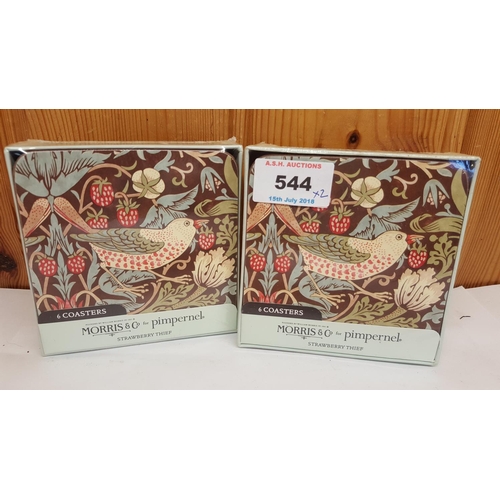 6 COASTERS
MORRIS & Co for pimpernel
STRAWBERRY THIEF
A.S.H. AUCTIONS
544 x2
15th July 2018
6 COASTERS
MORRIS & Co for pimpernel
STRAWBERRY THIEF